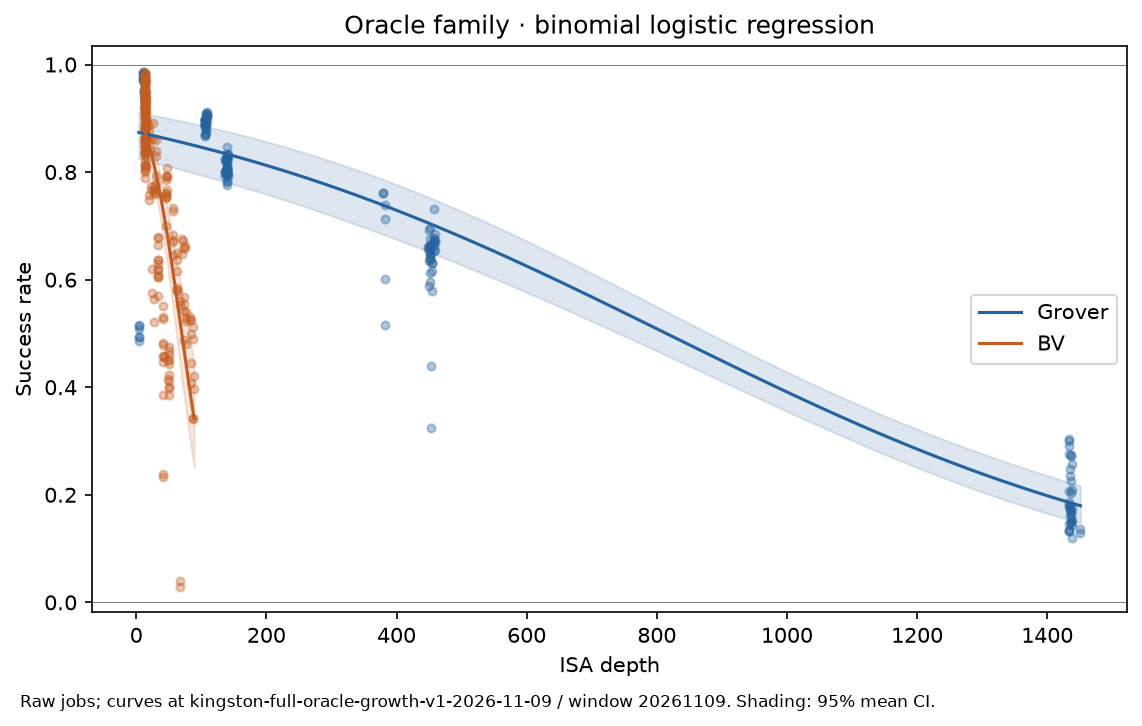 Oracle family · binomial logistic regression
1.0
0.8
0.6
0.4
0.2
0.0
Success rate
Grover
BV
0
200
400
600
800
1000
1200
1400
ISA depth
Raw jobs; curves at kingston-full-oracle-growth-v1-2026-11-09 / window 20261109. Shading: 95% mean CI.